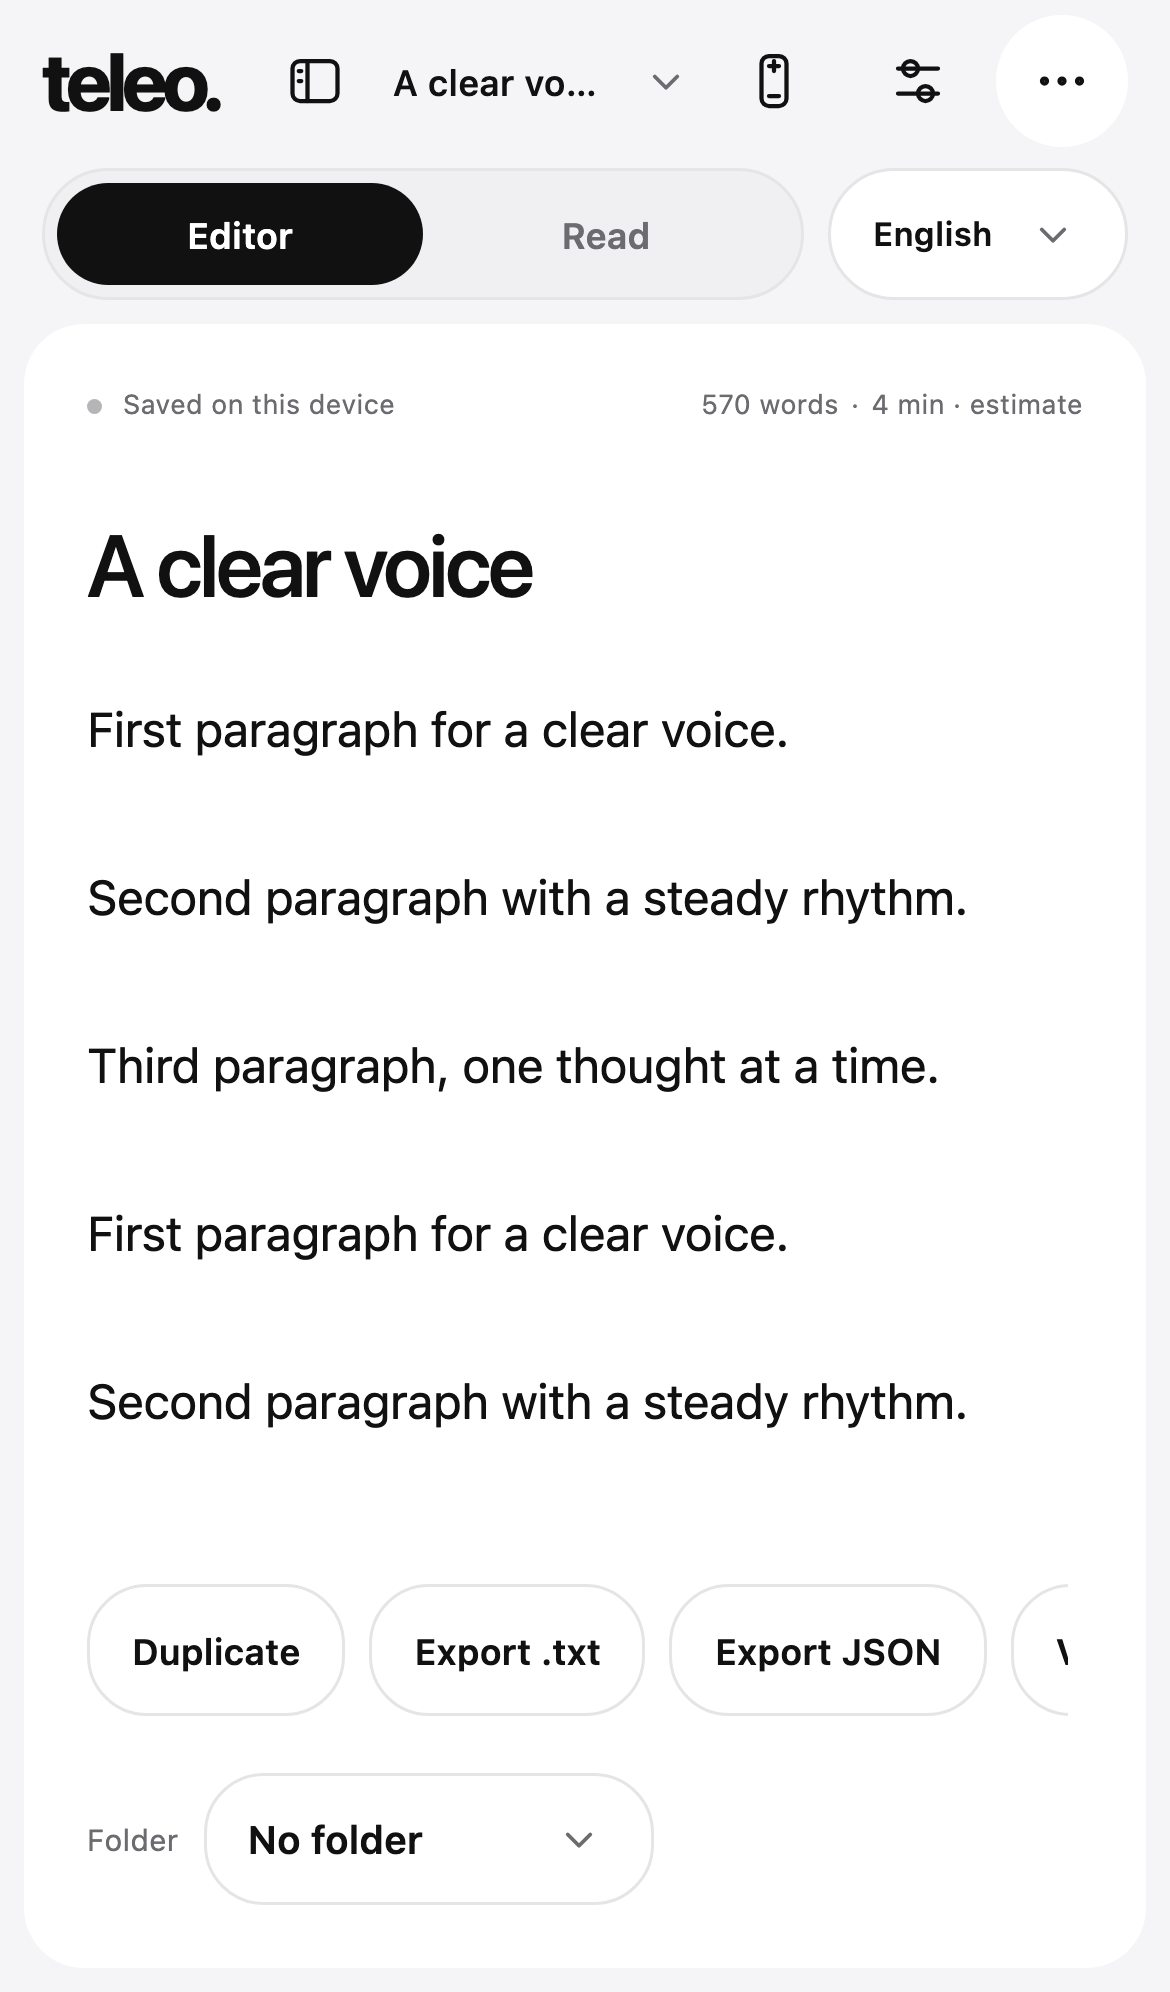 teleo.
A clear vo...
Editor
Read
English
Saved on this device
570 words · 4 min · estimate
A clear voice
First paragraph for a clear voice.
Second paragraph with a steady rhythm.
Third paragraph, one thought at a time.
First paragraph for a clear voice.
Second paragraph with a steady rhythm.
Duplicate
Export .txt
Export JSON
Folder
No folder